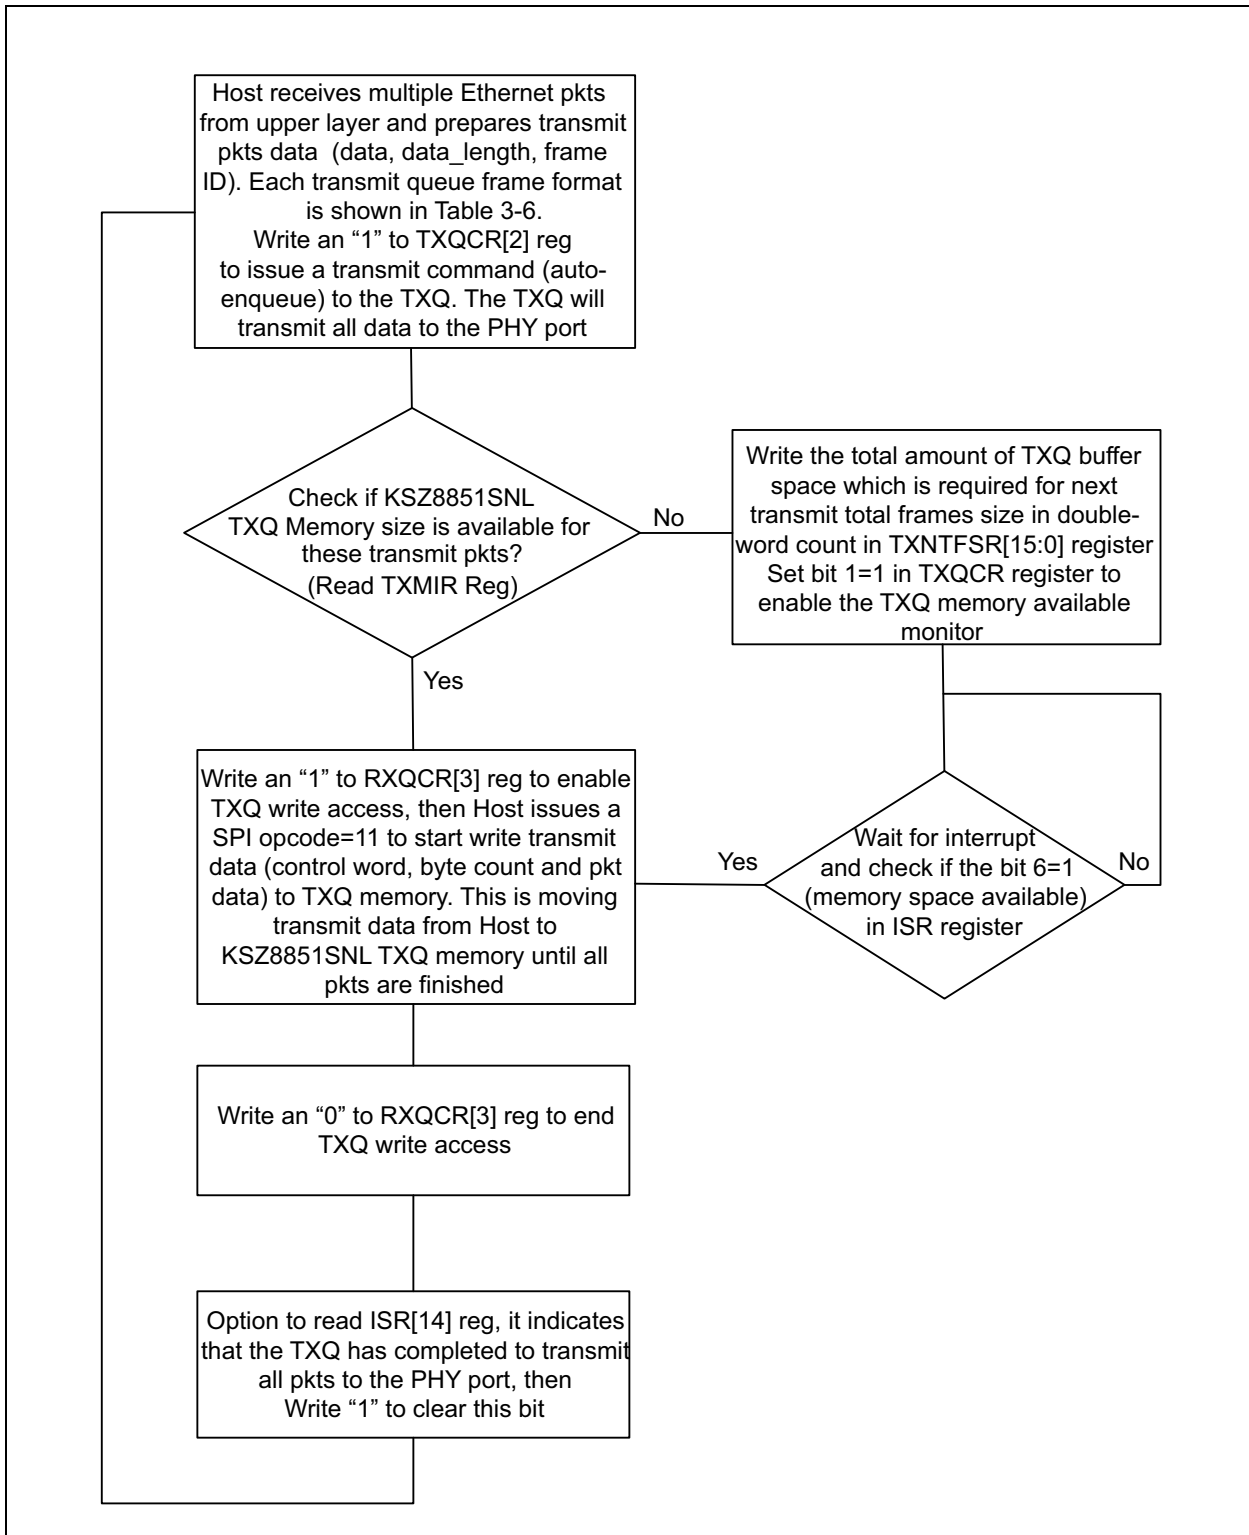 Host receives multiple Ethernet pkts
from upper layer and prepares transmit
pkts data (data, data_length, frame
ID). Each transmit queue frame format
is shown in Table 3-6.
Write an “1” to TXQCR[2] reg
to issue a transmit command (auto-
enqueue) to the TXQ. The TXQ will
transmit all data to the PHY port
Check if KSZ8851SNL
TXQ Memory size is available for
these transmit pkts?
(Read TXMIR Reg)
No
Write the total amount of TXQ buffer
space which is required for next
transmit total frames size in double-
word count in TXNTFSR[15:0] register
Set bit 1=1 in TXQCR register to
enable the TXQ memory available
monitor
Yes
Write an “1” to RXQCR[3] reg to enable
TXQ write access, then Host issues a
SPI opcode=11 to start write transmit
data (control word, byte count and pkt
data) to TXQ memory. This is moving
transmit data from Host to
KSZ8851SNL TXQ memory until all
pkts are finished
Yes
Wait for interrupt
and check if the bit 6=1
(memory space available)
in ISR register
No
Write an “0” to RXQCR[3] reg to end
TXQ write access
Option to read ISR[14] reg, it indicates
that the TXQ has completed to transmit
all pkts to the PHY port, then
Write “1” to clear this bit